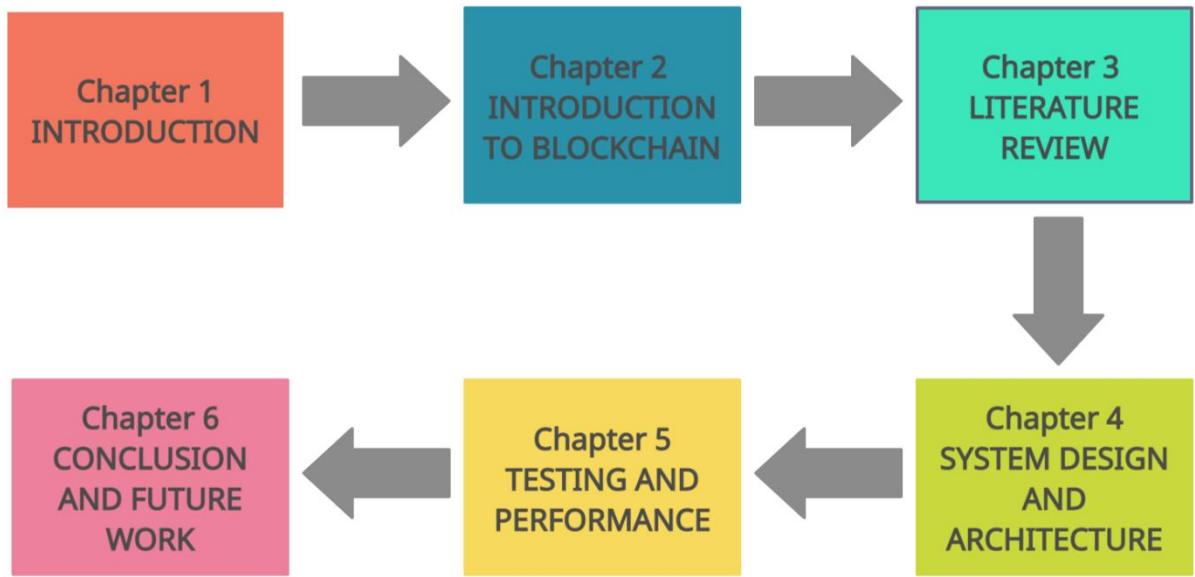 Chapter 1
INTRODUCTION
Chapter 2
INTRODUCTION
TO BLOCKCHAIN
Chapter 3
LITERATURE
REVIEW
Chapter 4
SYSTEM DESIGN
AND
ARCHITECTURE
Chapter 5
TESTING AND
PERFORMANCE
Chapter 6
CONCLUSION
AND FUTURE
WORK